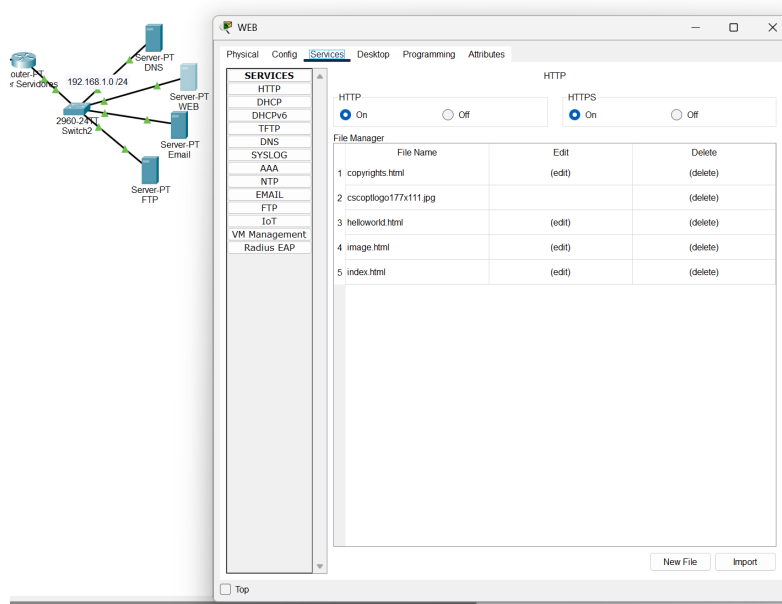 WEB
Physical Config Services Desktop Programming Attributes
SERVICES
HTTP
DHCP
DHCPv6
TFTP
DNS
SYSLOG
AAA
NTP
EMAIL
FTP
IoT
VM Management
Radius EAP
HTTP
HTTP
On Off
HTTPS
On Off
File Manager
File Name Edit Delete
1 copyrights.html (edit) (delete)
2 cscoptlogo177x111.jpg (delete)
3 helloworld.html (edit) (delete)
4 image.html (edit) (delete)
5 index.html (edit) (delete)
New File Import
Top
Server-PT
DNS
outer-PT
r Servidores
192.168.1.0 /24
Server-PT
WEB
2960-24TT
Switch2
Server-PT
Email
Server-PT
FTP